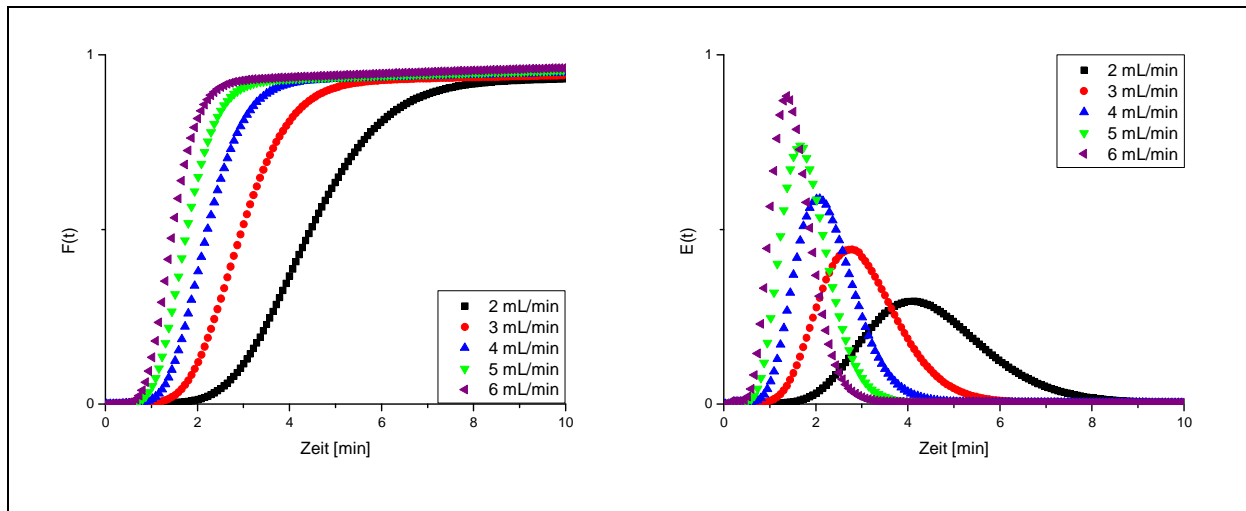 1
F(t)
0
2 mL/min
3 mL/min
4 mL/min
5 mL/min
6 mL/min
0 2 4 6 8 10
Zeit [min]
1
E(t)
0
2 mL/min
3 mL/min
4 mL/min
5 mL/min
6 mL/min
0 2 4 6 8 10
Zeit [min]